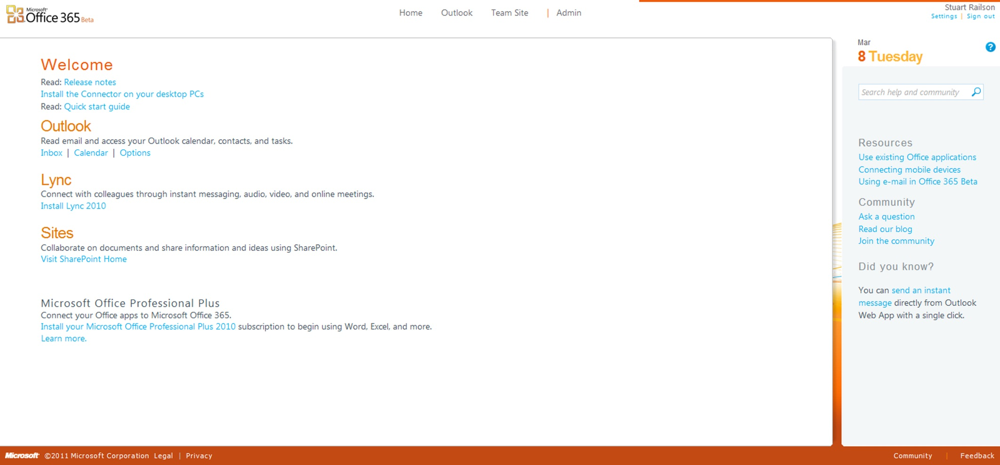 Microsoft®
Office 365 Beta
Home Outlook Team Site | Admin
Stuart Railson
Settings | Sign out
Welcome
Read: Release notes
Install the Connector on your desktop PCs
Read: Quick start guide
Outlook
Read email and access your Outlook calendar, contacts, and tasks.
Inbox | Calendar | Options
Lync
Connect with colleagues through instant messaging, audio, video, and online meetings.
Install Lync 2010
Sites
Collaborate on documents and share information and ideas using SharePoint.
Visit SharePoint Home
Microsoft Office Professional Plus
Connect your Office apps to Microsoft Office 365.
Install your Microsoft Office Professional Plus 2010 subscription to begin using Word, Excel, and more.
Learn more.
Mar
8 Tuesday
?
Search help and community
Resources
Use existing Office applications
Connecting mobile devices
Using e-mail in Office 365 Beta
Community
Ask a question
Read our blog
Join the community
Did you know?
You can send an instant
message directly from Outlook
Web App with a single click.
Microsoft ©2011 Microsoft Corporation Legal | Privacy
Community | Feedback